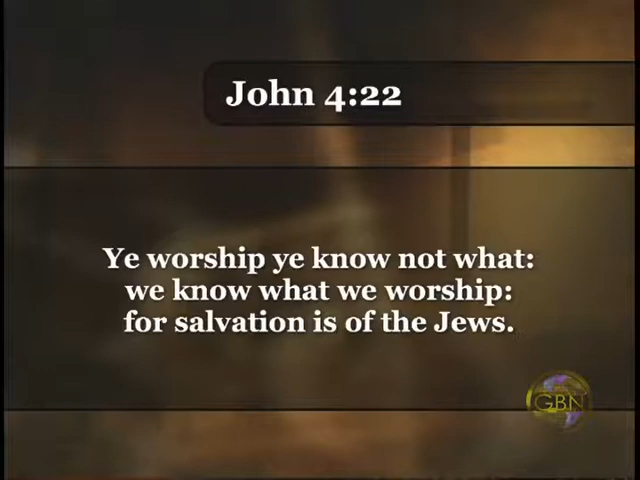 John 4:22
Ye worship ye know not what:
we know what we worship:
for salvation is of the Jews.
GBN